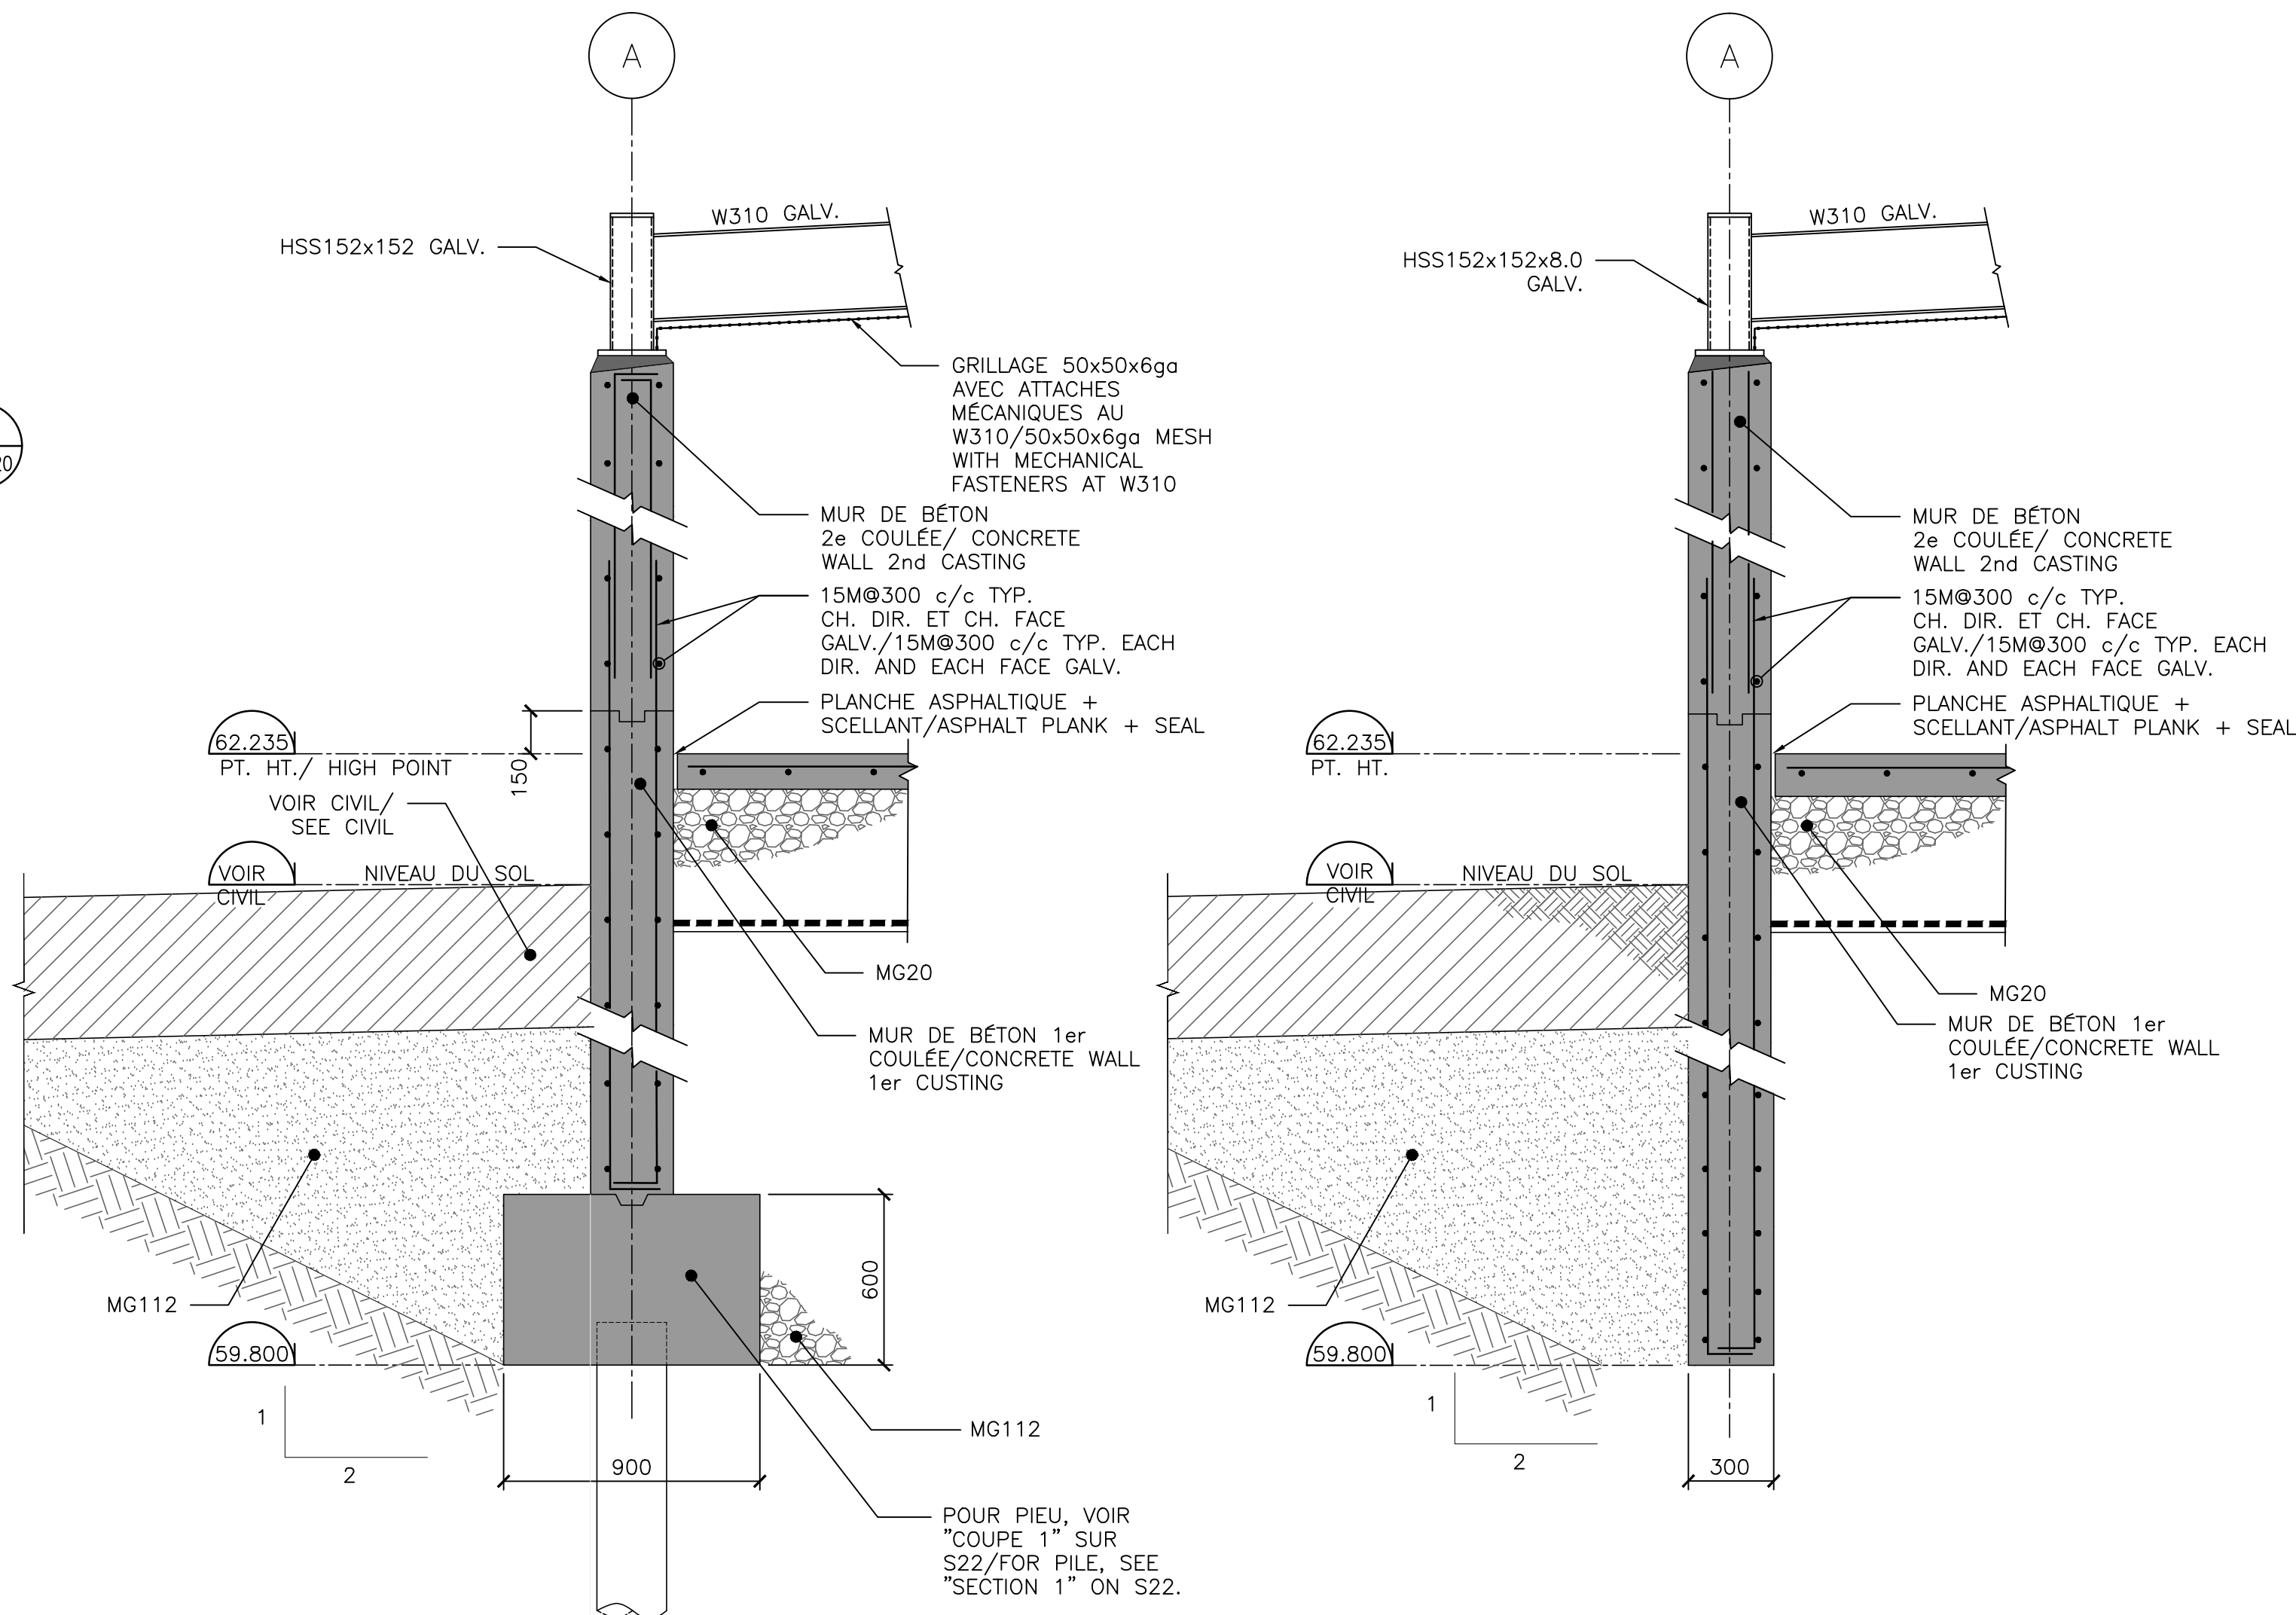 A
W310 GALV.
HSS152x152 GALV.
GRILLAGE 50x50x6ga
AVEC ATTACHES
MÉCANIQUES AU
W310/50x50x6ga MESH
WITH MECHANICAL
FASTENERS AT W310
MUR DE BÉTON
2e COULÉE/ CONCRETE
WALL 2nd CASTING
15M@300 c/c TYP.
CH. DIR. ET CH. FACE
GALV./15M@300 c/c TYP. EACH
DIR. AND EACH FACE GALV.
PLANCHE ASPHALTIQUE +
SCELLANT/ASPHALT PLANK + SEAL
62.235
PT. HT./ HIGH POINT
150
VOIR CIVIL/
SEE CIVIL
VOIR
CIVIL
NIVEAU DU SOL
MG20
MUR DE BÉTON 1er
COULÉE/CONCRETE WALL
1er CUSTING
MG112
600
59.800
1
2
900
MG112
POUR PIEU, VOIR
"COUPE 1" SUR
S22/FOR PILE, SEE
"SECTION 1" ON S22.
A
W310 GALV.
HSS152x152x8.0
GALV.
MUR DE BÉTON
2e COULÉE/ CONCRETE
WALL 2nd CASTING
15M@300 c/c TYP.
CH. DIR. ET CH. FACE
GALV./15M@300 c/c TYP. EACH
DIR. AND EACH FACE GALV.
PLANCHE ASPHALTIQUE +
SCELLANT/ASPHALT PLANK + SEAL
62.235
PT. HT.
VOIR
CIVIL
NIVEAU DU SOL
MG20
MUR DE BÉTON 1er
COULÉE/CONCRETE WALL
1er CUSTING
MG112
59.800
1
2
300